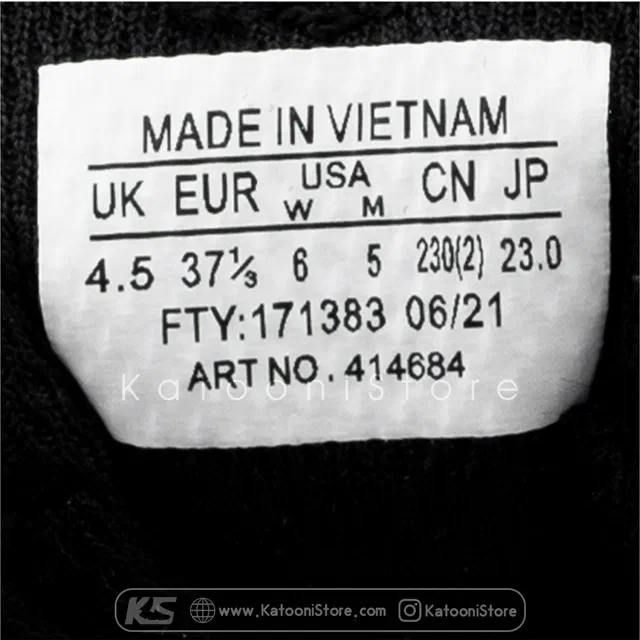 MADE IN VIETNAM
UK EUR USA CN JP
W M
4.5 37⅓ 6 5 230(2) 23.0
FTY:171383 06/21
ART NO. 414684
KatooniStore
KS www.KatooniStore.com KatooniStore